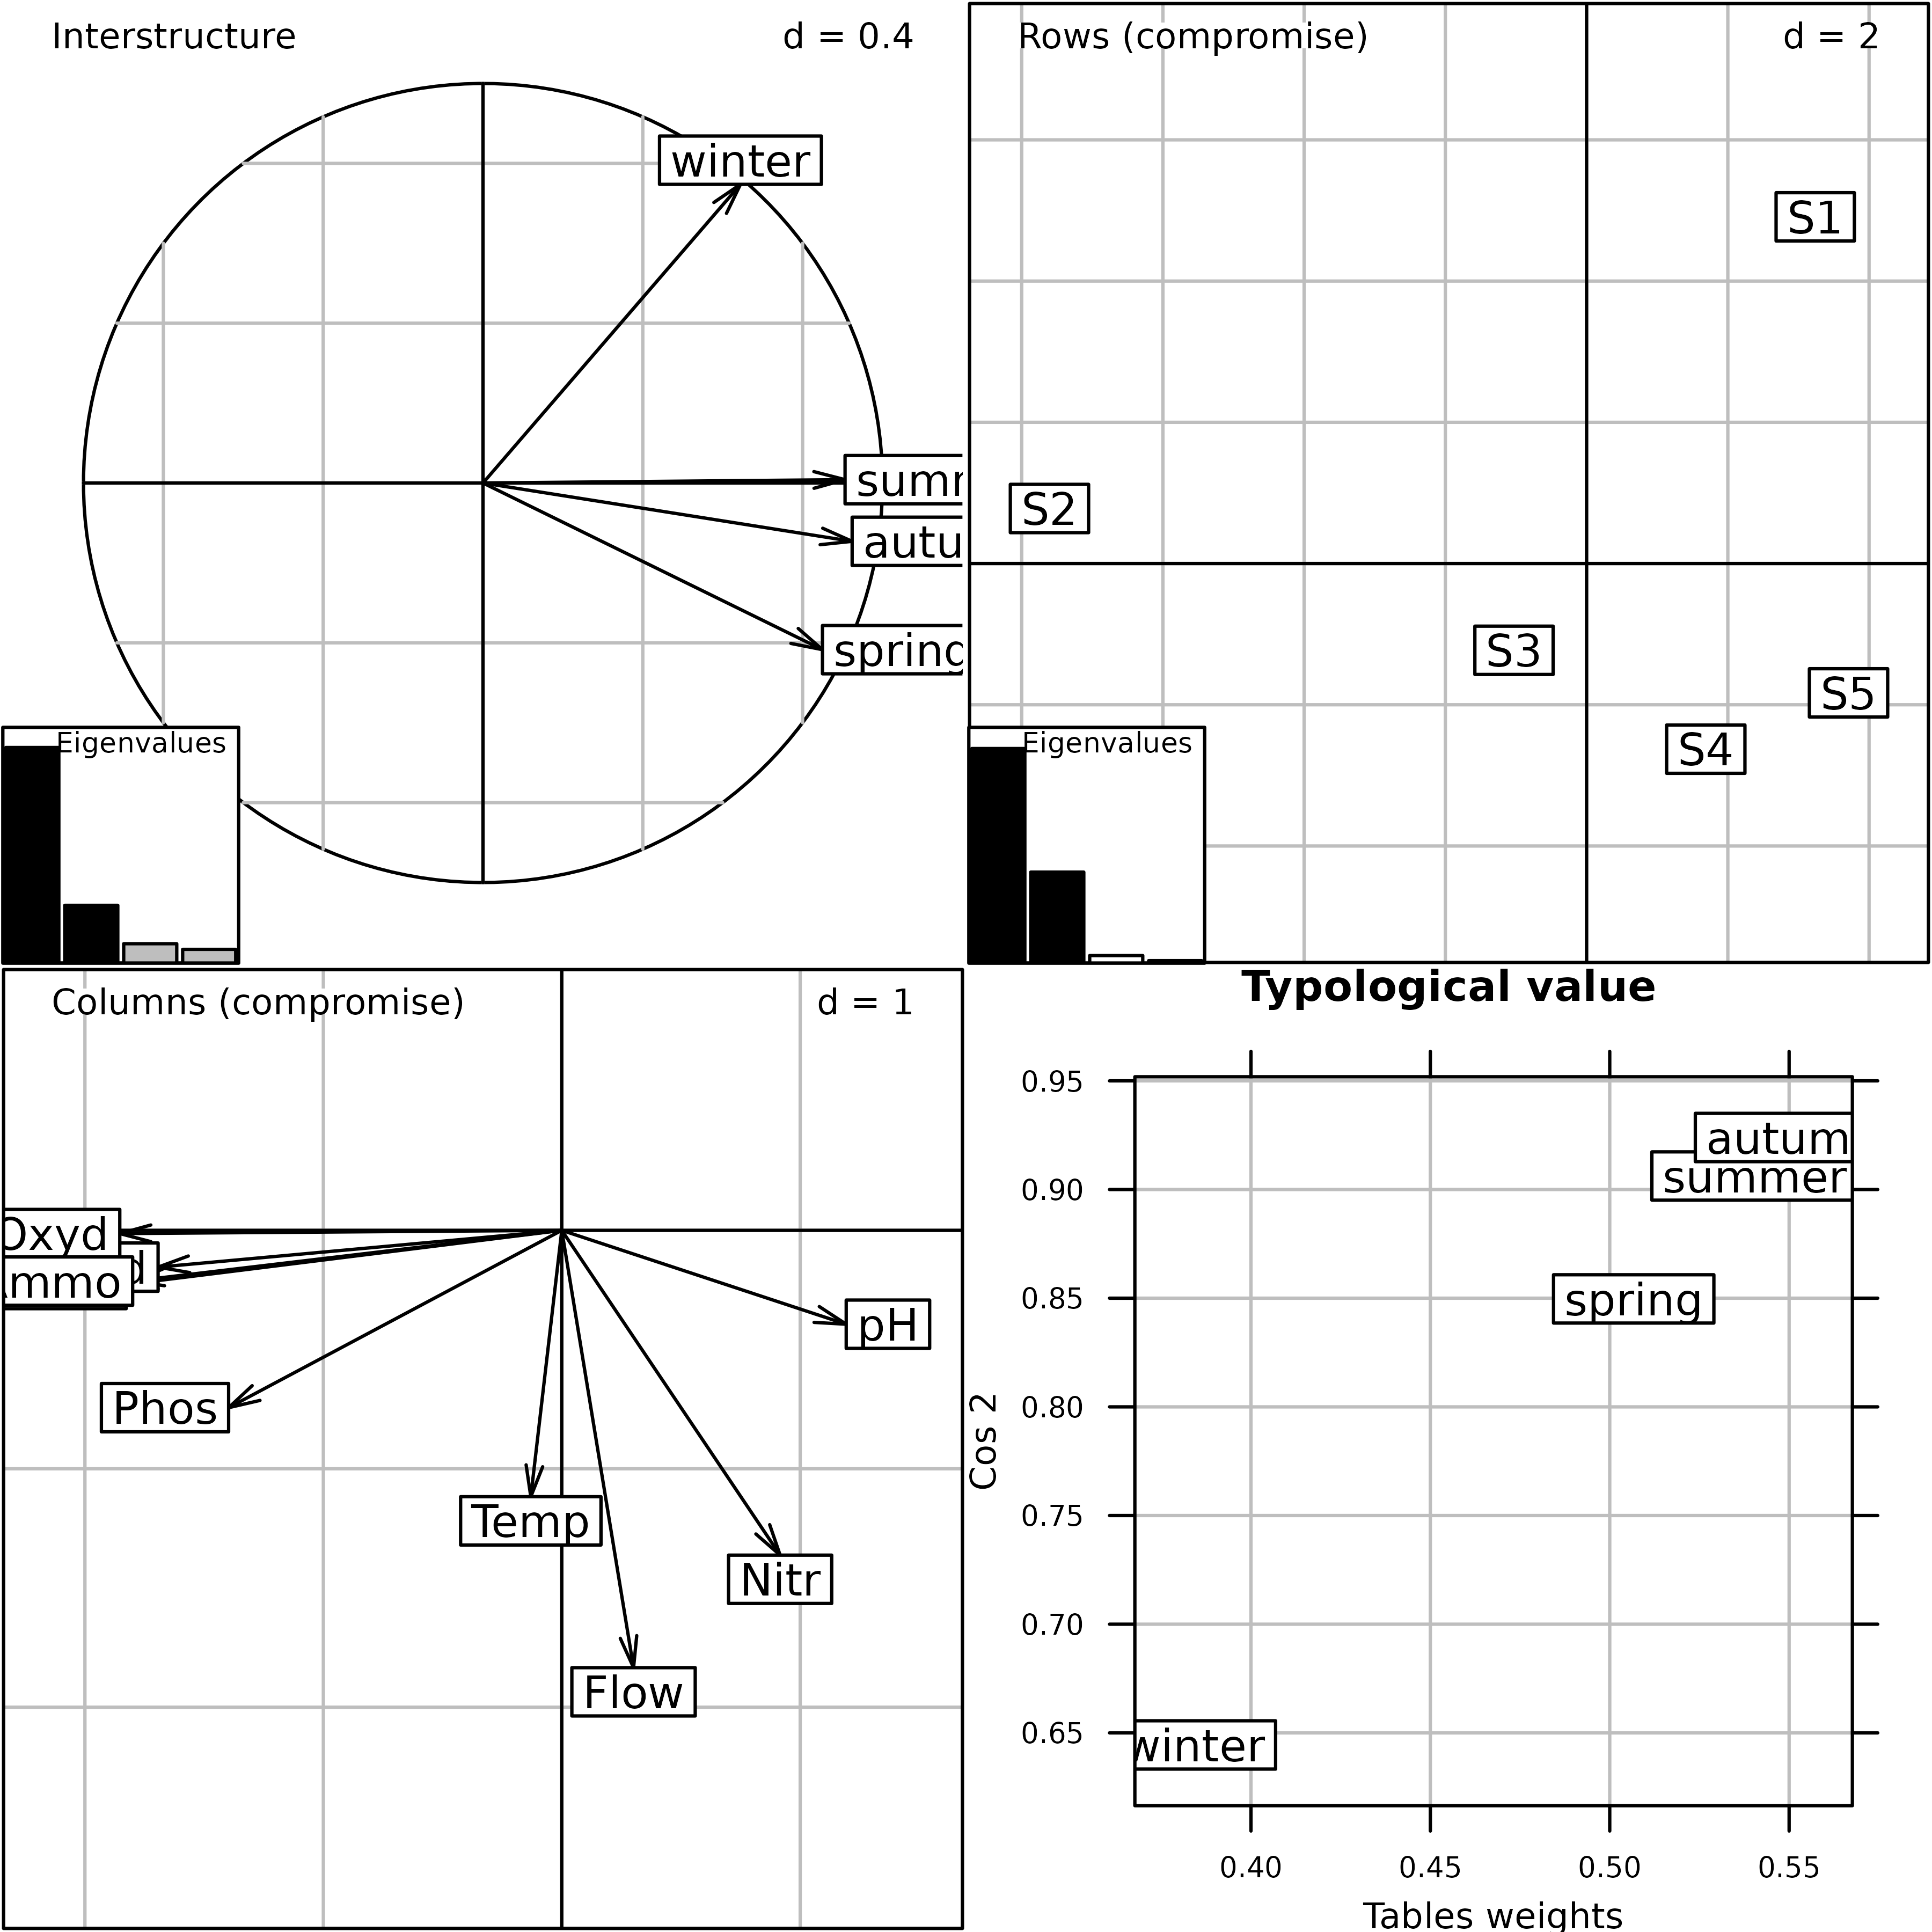 Interstructure
d = 0.4
winter
summ
autu
spring
Eigenvalues
Rows (compromise)
d = 2
S1
S2
S3
S5
S4
Eigenvalues
Columns (compromise)
d = 1
Oxyd
d
mmo
pH
Phos
Temp
Nitr
Flow
Typological value
0.95
autum
summer
0.90
0.85
spring
0.80
Cos 2
0.75
0.70
0.65
winter
0.40 0.45 0.50 0.55
Tables weights